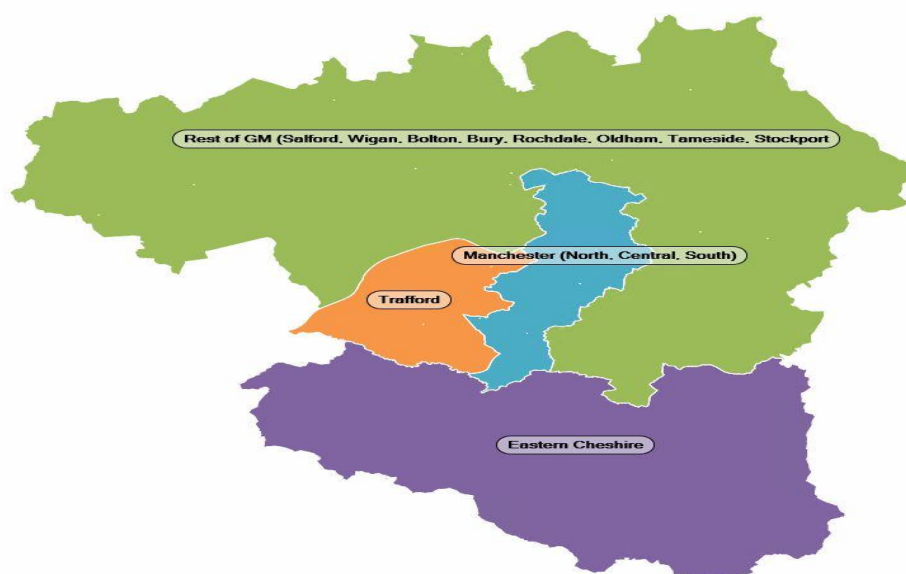 Rest of GM (Salford, Wigan, Bolton, Bury, Rochdale, Oldham, Tameside, Stockport
Manchester (North, Central, South)
Trafford
Eastern Cheshire